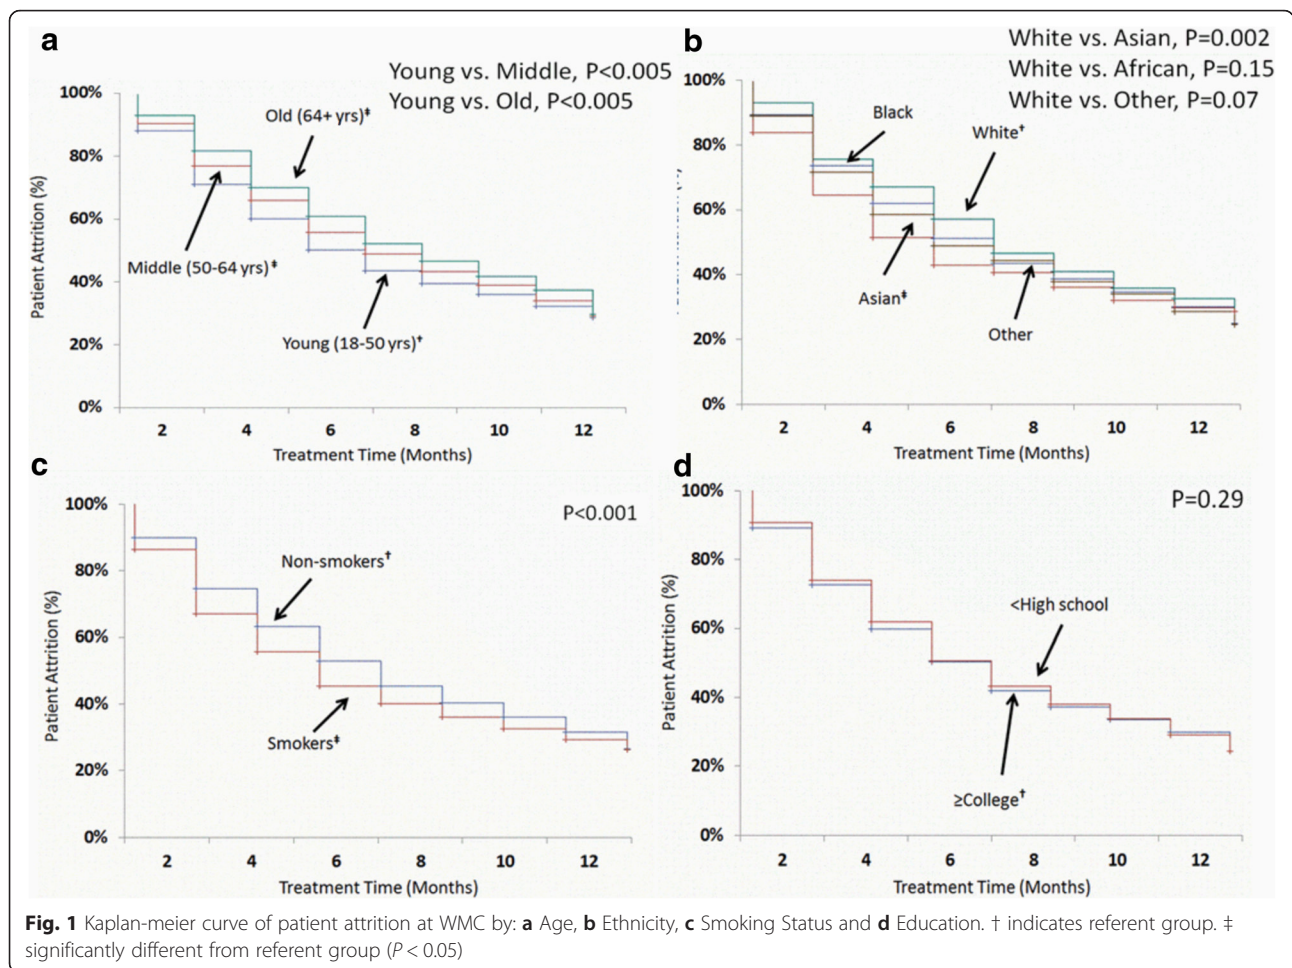 a
Young vs. Middle, P<0.005
Young vs. Old, P<0.005
100%
80%
60%
40%
20%
0%
Patient Attrition (%)
Old (64+ yrs)‡
Middle (50-64 yrs)‡
Young (18-50 yrs)†
2 4 6 8 10 12
Treatment Time (Months)
b
White vs. Asian, P=0.002
White vs. African, P=0.15
White vs. Other, P=0.07
100%
80%
60%
40%
20%
0%
Black
White†
Asian‡
Other
2 4 6 8 10 12
Treatment Time (Months)
c
P<0.001
100%
80%
60%
40%
20%
0%
Patient Attrition (%)
Non-smokers†
Smokers‡
2 4 6 8 10 12
Treatment Time (Months)
d
P=0.29
100%
80%
60%
40%
20%
0%
Patient Attrition (%)
<High school
≥College†
2 4 6 8 10 12
Treatment Time (Months)
Fig. 1 Kaplan-meier curve of patient attrition at WMC by: a Age, b Ethnicity, c Smoking Status and d Education. † indicates referent group. ‡
significantly different from referent group (P < 0.05)